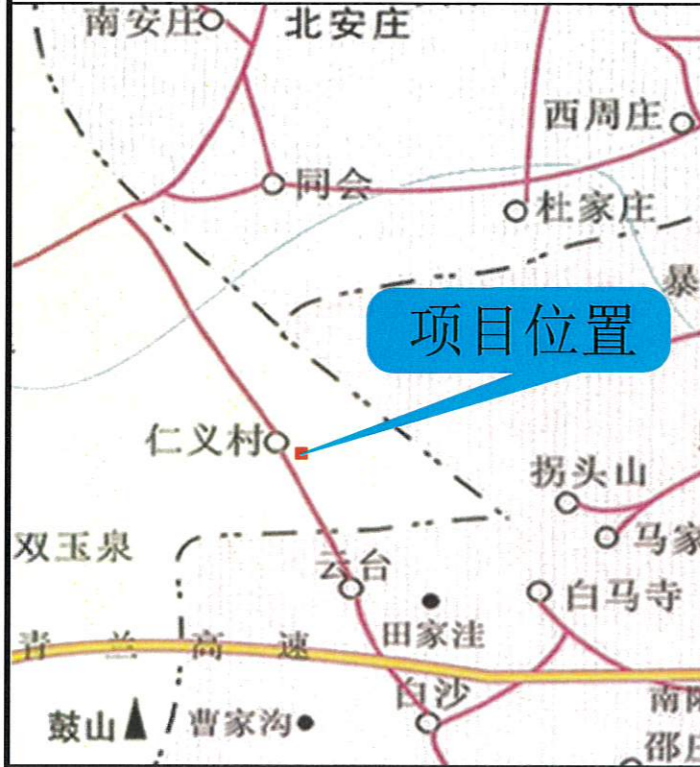 南安庄
北安庄
西周庄
同会
杜家庄
暴
项目位置
仁义村
拐头山
马家
双玉泉
云台
白马寺
田家洼
青兰高速
白沙
南
鼓山
曹家沟
邵庄